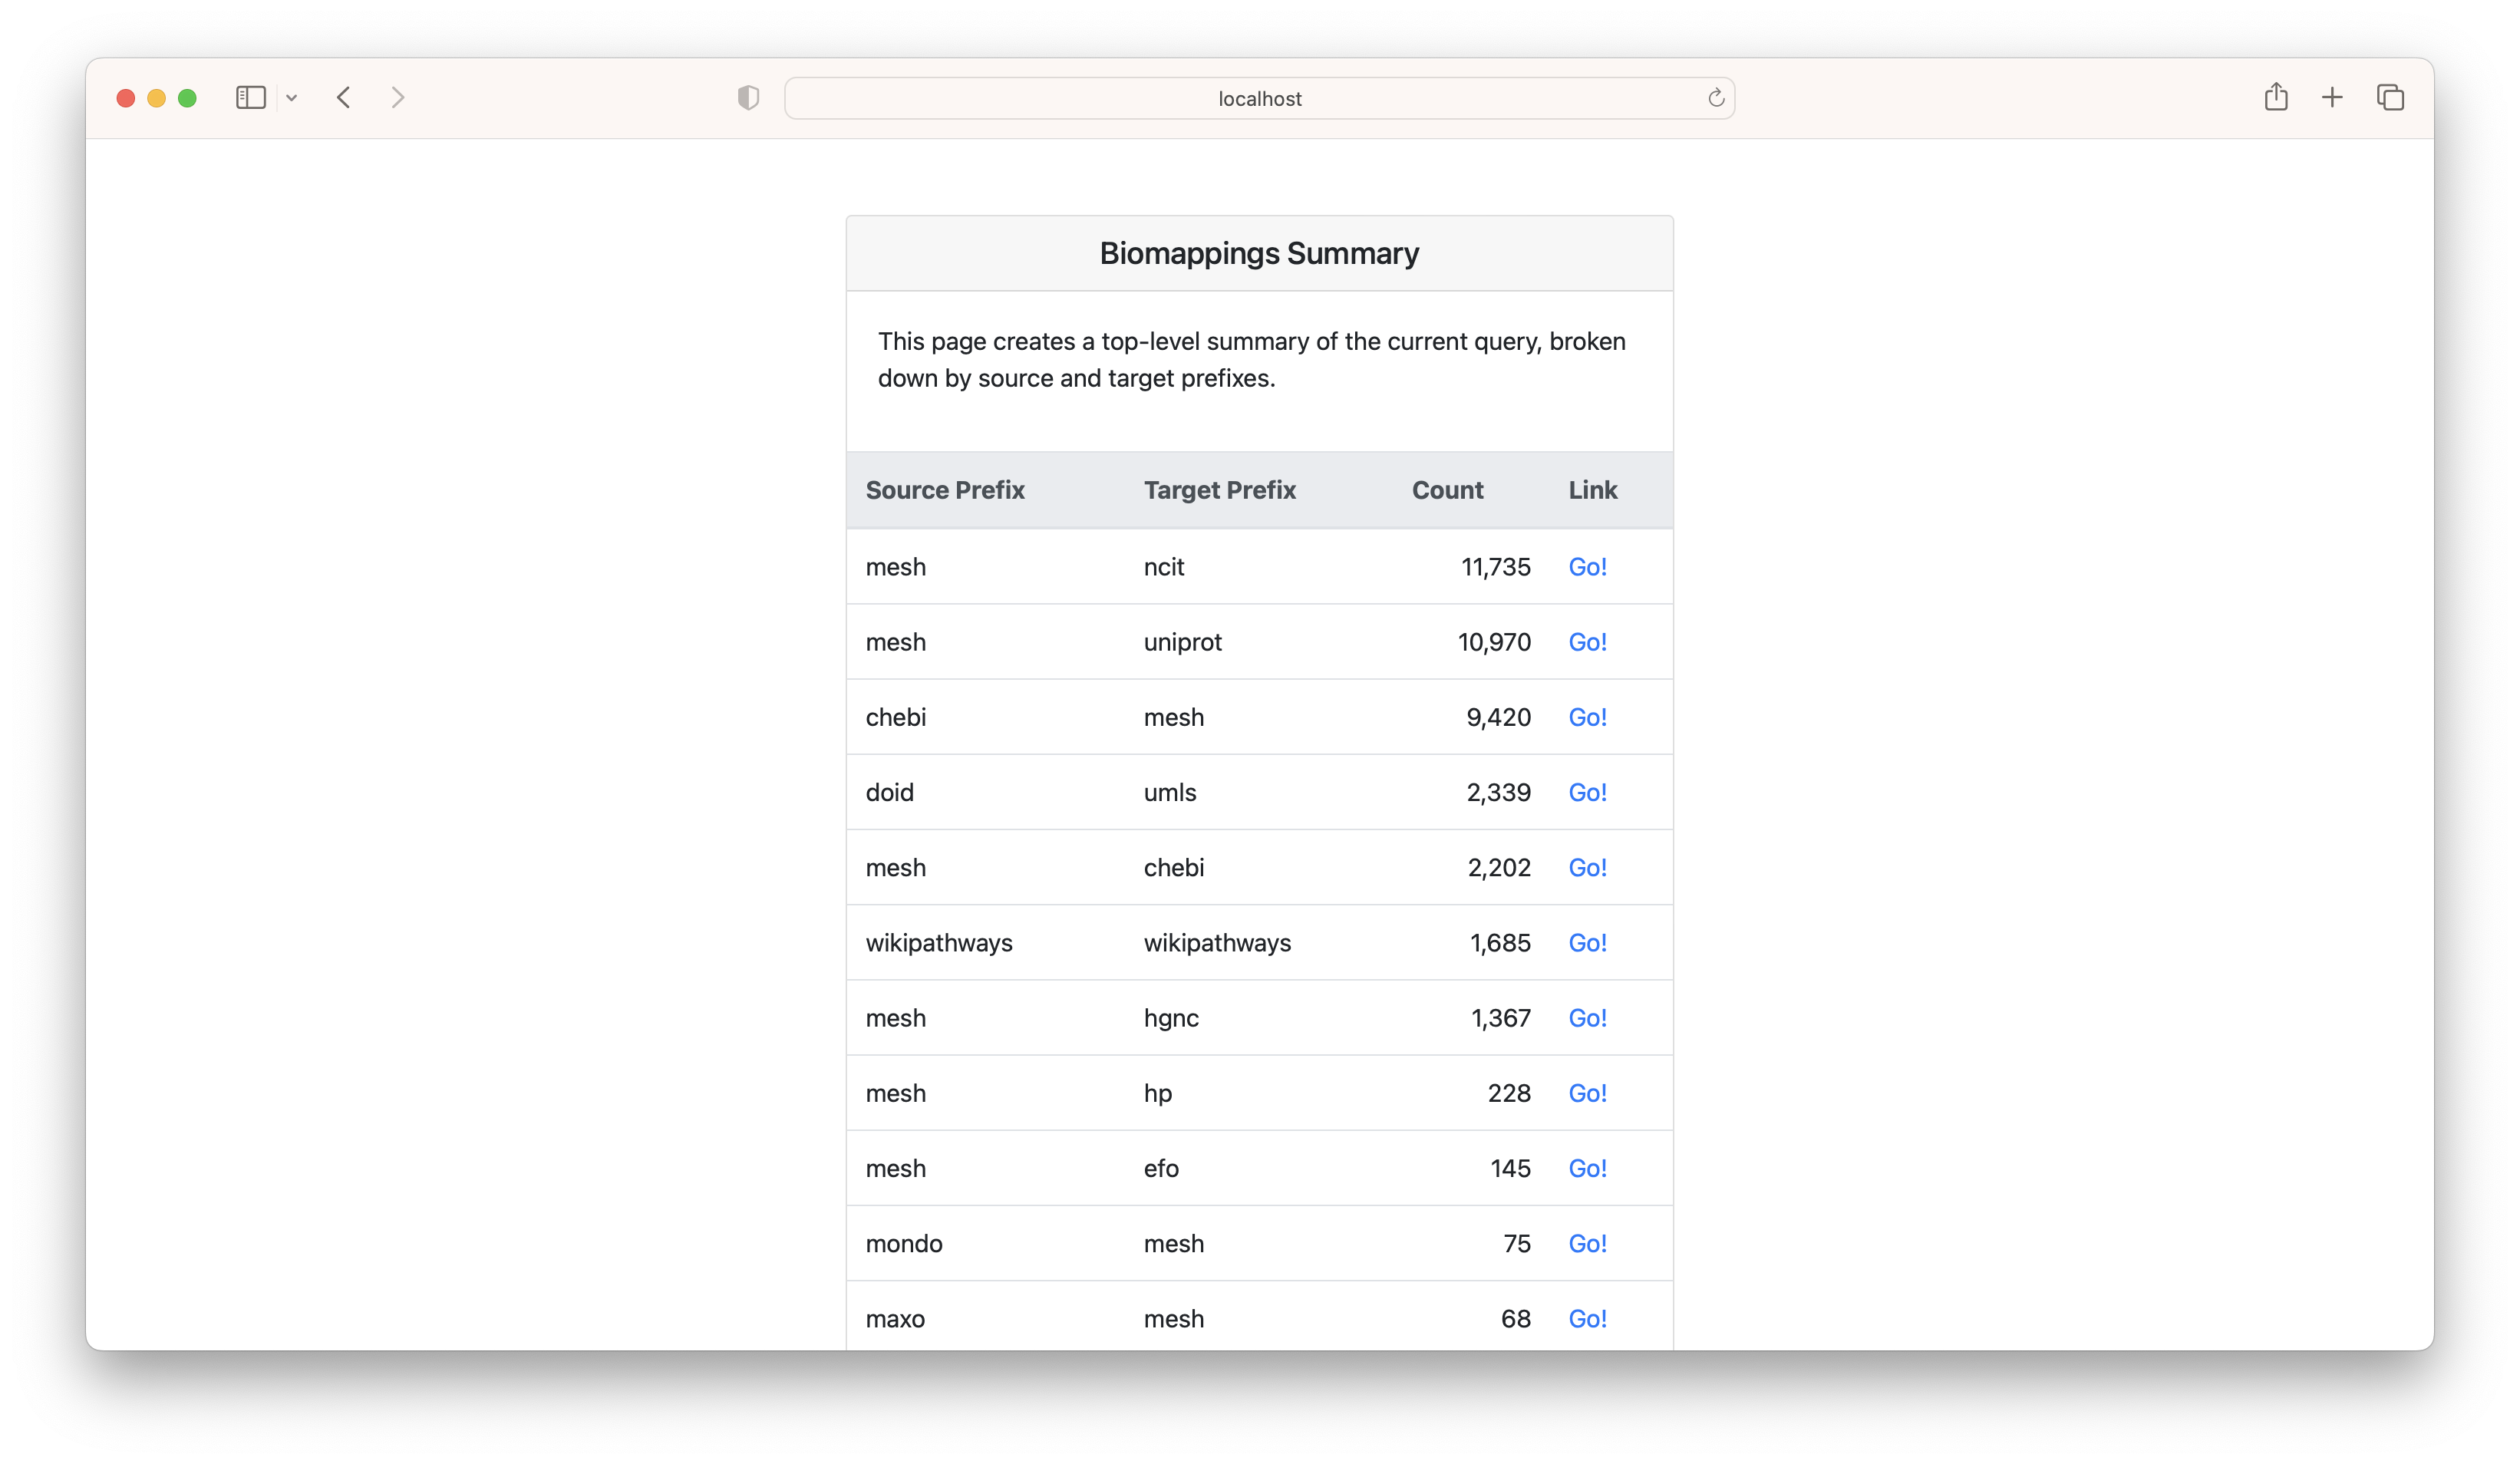 localhost
Biomappings Summary
This page creates a top-level summary of the current query, broken
down by source and target prefixes.
Source Prefix Target Prefix Count Link
mesh ncit 11,735 Go!
mesh uniprot 10,970 Go!
chebi mesh 9,420 Go!
doid umls 2,339 Go!
mesh chebi 2,202 Go!
wikipathways wikipathways 1,685 Go!
mesh hgnc 1,367 Go!
mesh hp 228 Go!
mesh efo 145 Go!
mondo mesh 75 Go!
maxo mesh 68 Go!